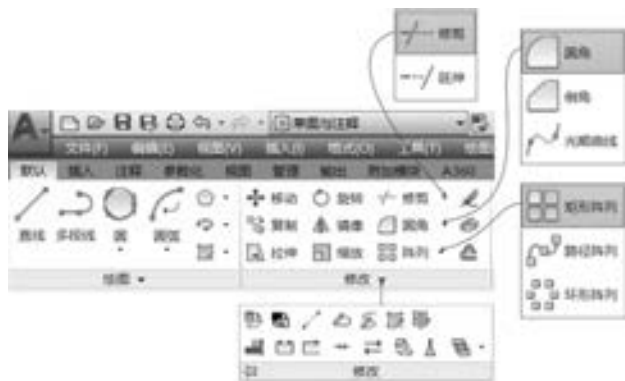 修剪
延伸
圆角
倒角
光顺曲线
A
草图与注释
文件(F) 编辑(E) 视图(V) 插入(I) 格式(O) 工具(T) 绘图
默认 插入 注释 参数化 视图 管理 输出 附加模块 A360
直线 多段线 圆 圆弧
移动 旋转 修剪
复制 镜像 圆角
拉伸 缩放 阵列
绘图 修改
矩形阵列
路径阵列
环形阵列
修改